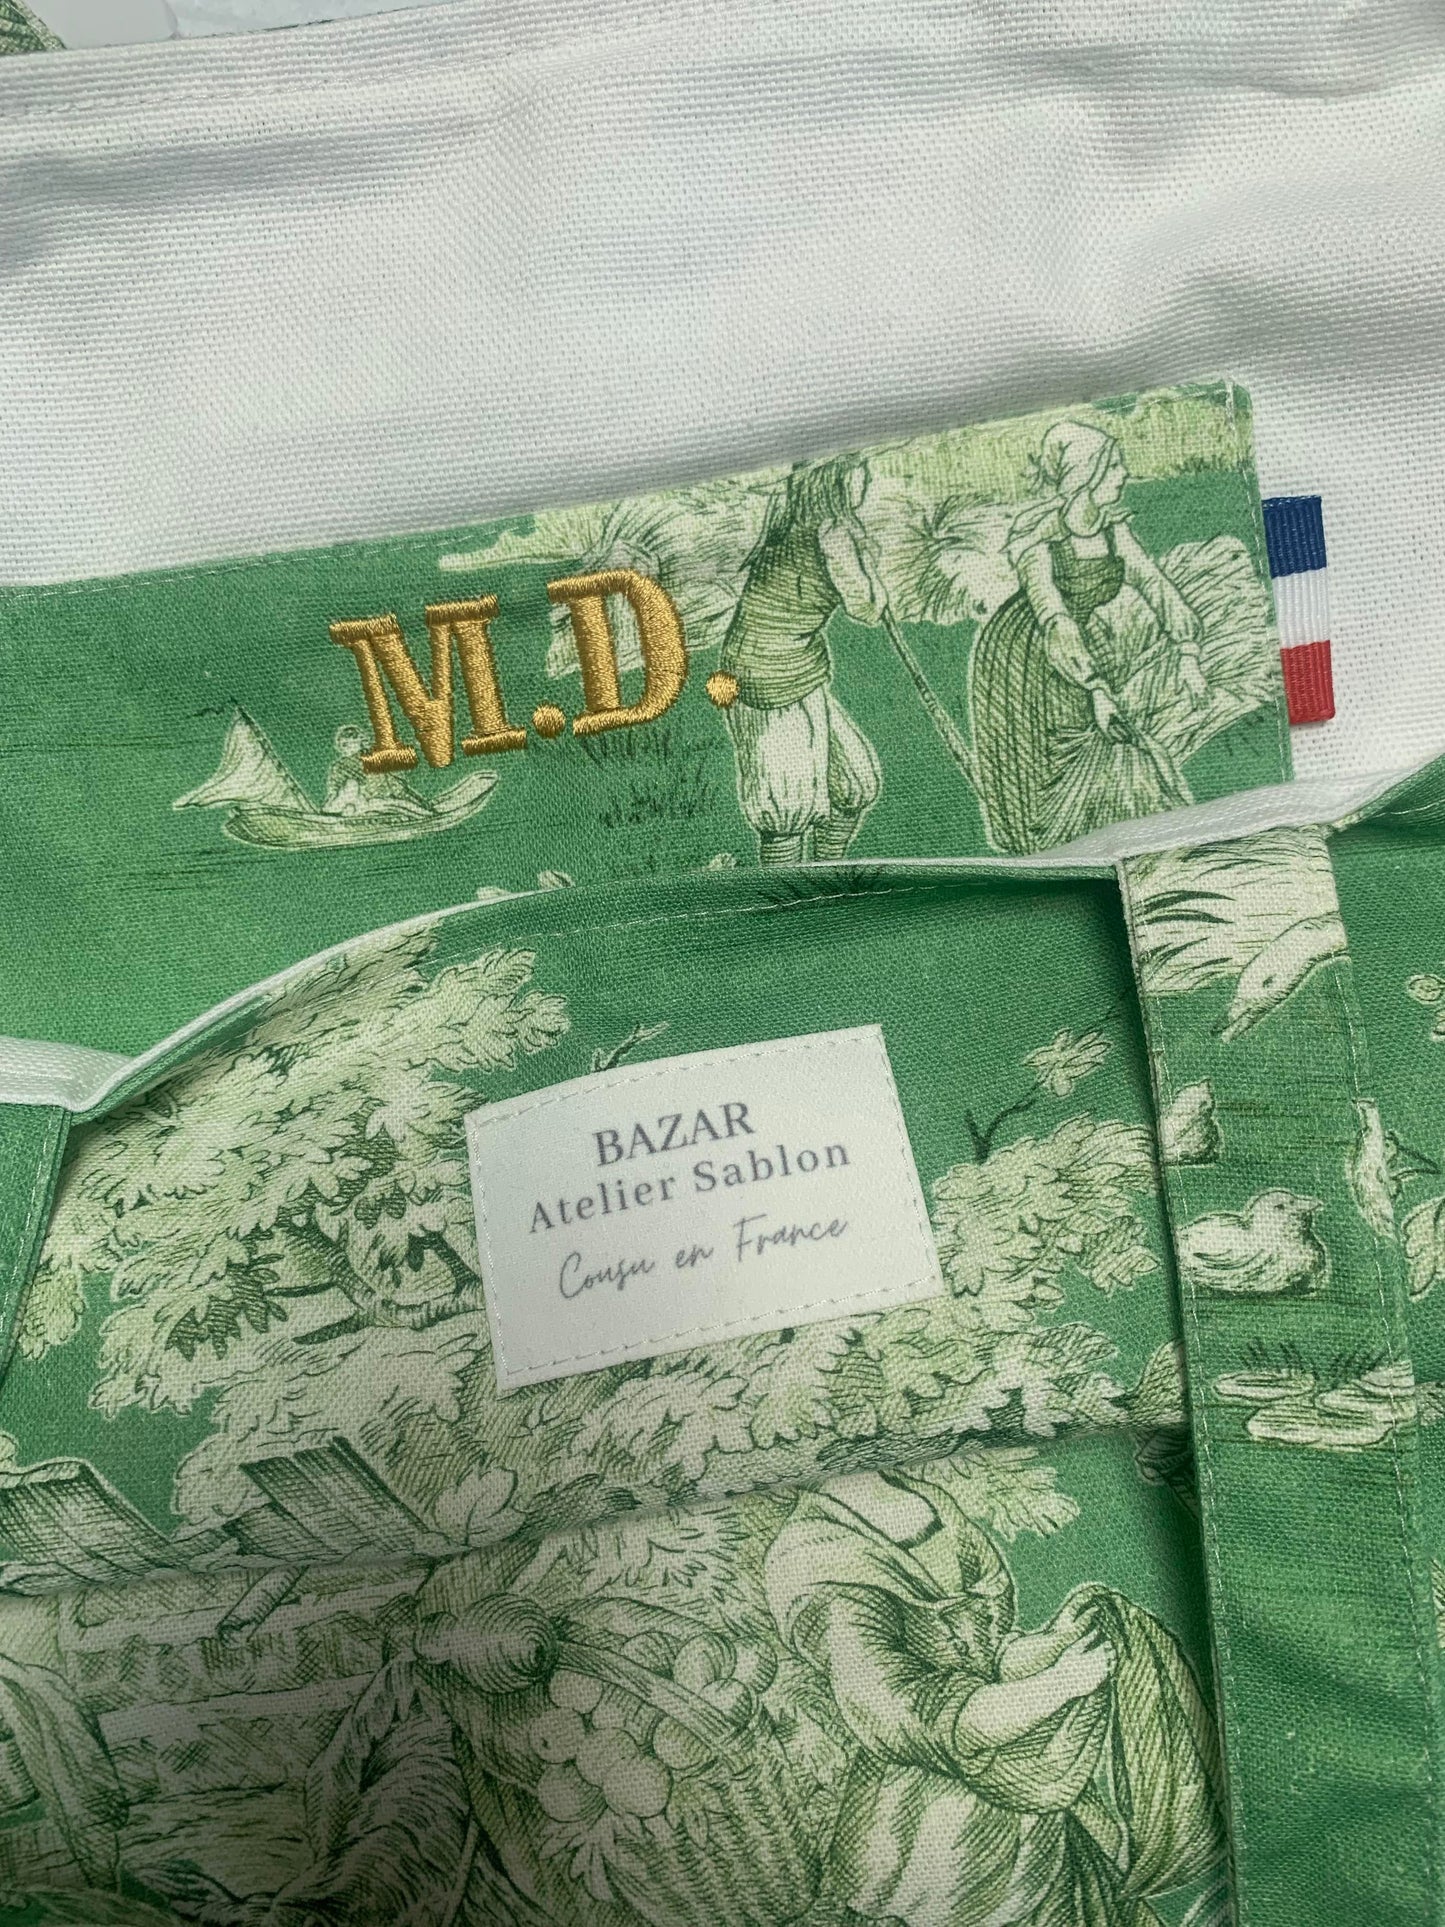 M.D.
BAZAR
Atelier Sablon
Cousu en France